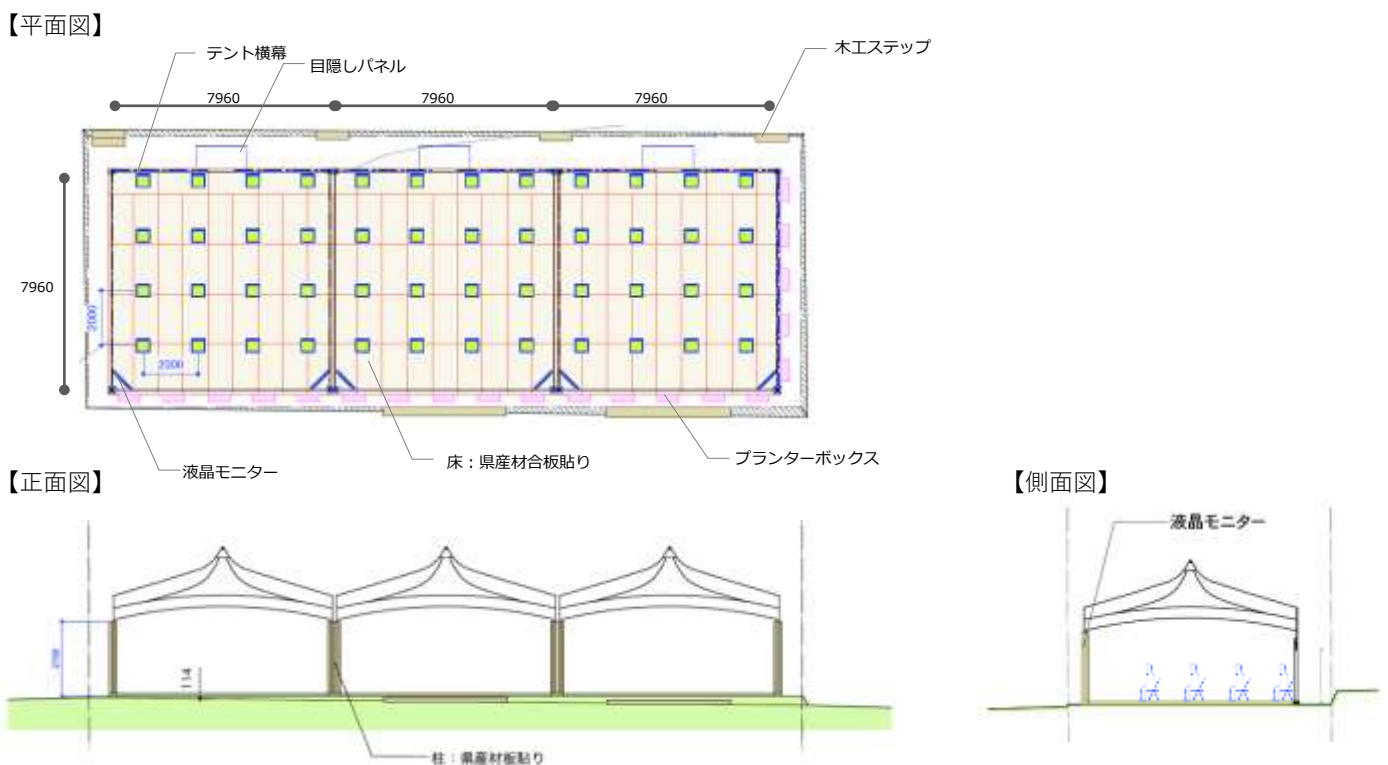 【平面図】
テント横幕
目隠しパネル
木工ステップ
7960
7960
7960
7960
2000
2000
液晶モニター
床：県産材合板貼り
プランターボックス
【正面図】
【側面図】
液晶モニター
114
柱：県産材板貼り